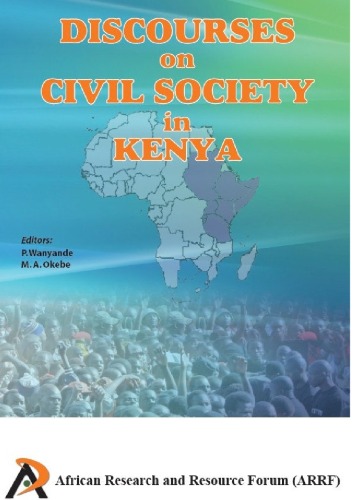 DISCOURSES
on
CIVIL SOCIETY
in
KENYA
Editors:
P.Wanyande
M. A. Okebe
African Research and Resource Forum (ARRF)